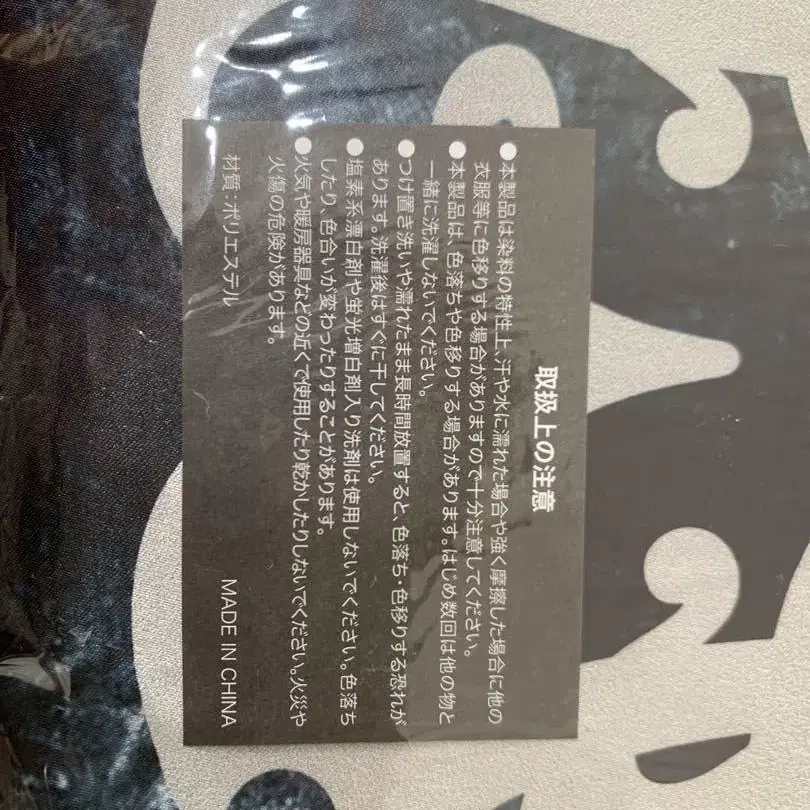 取扱上の注意
●本製品は染料の特性上、汗や水に濡れた場合や強く摩擦した場合に他の
衣服等に色移りする場合がありますので十分注意してください。
●本製品は、色落ちや色移りする場合があります。はじめ数回は他の物と
一緒に洗濯しないでください。
●つけ置き洗いや濡れたまま長時間放置すると、色落ち・色移りする恐れが
あります。洗濯後はすぐに干してください。
●塩素系漂白剤や蛍光増白剤入り洗剤は使用しないでください。色落ち
したり、色合いが変わったりすることがあります。
●火気や暖房器具などの近くで使用したり乾かしたりしないでください。火災や
火傷の危険があります。
材質：ポリエステル
MADE IN CHINA